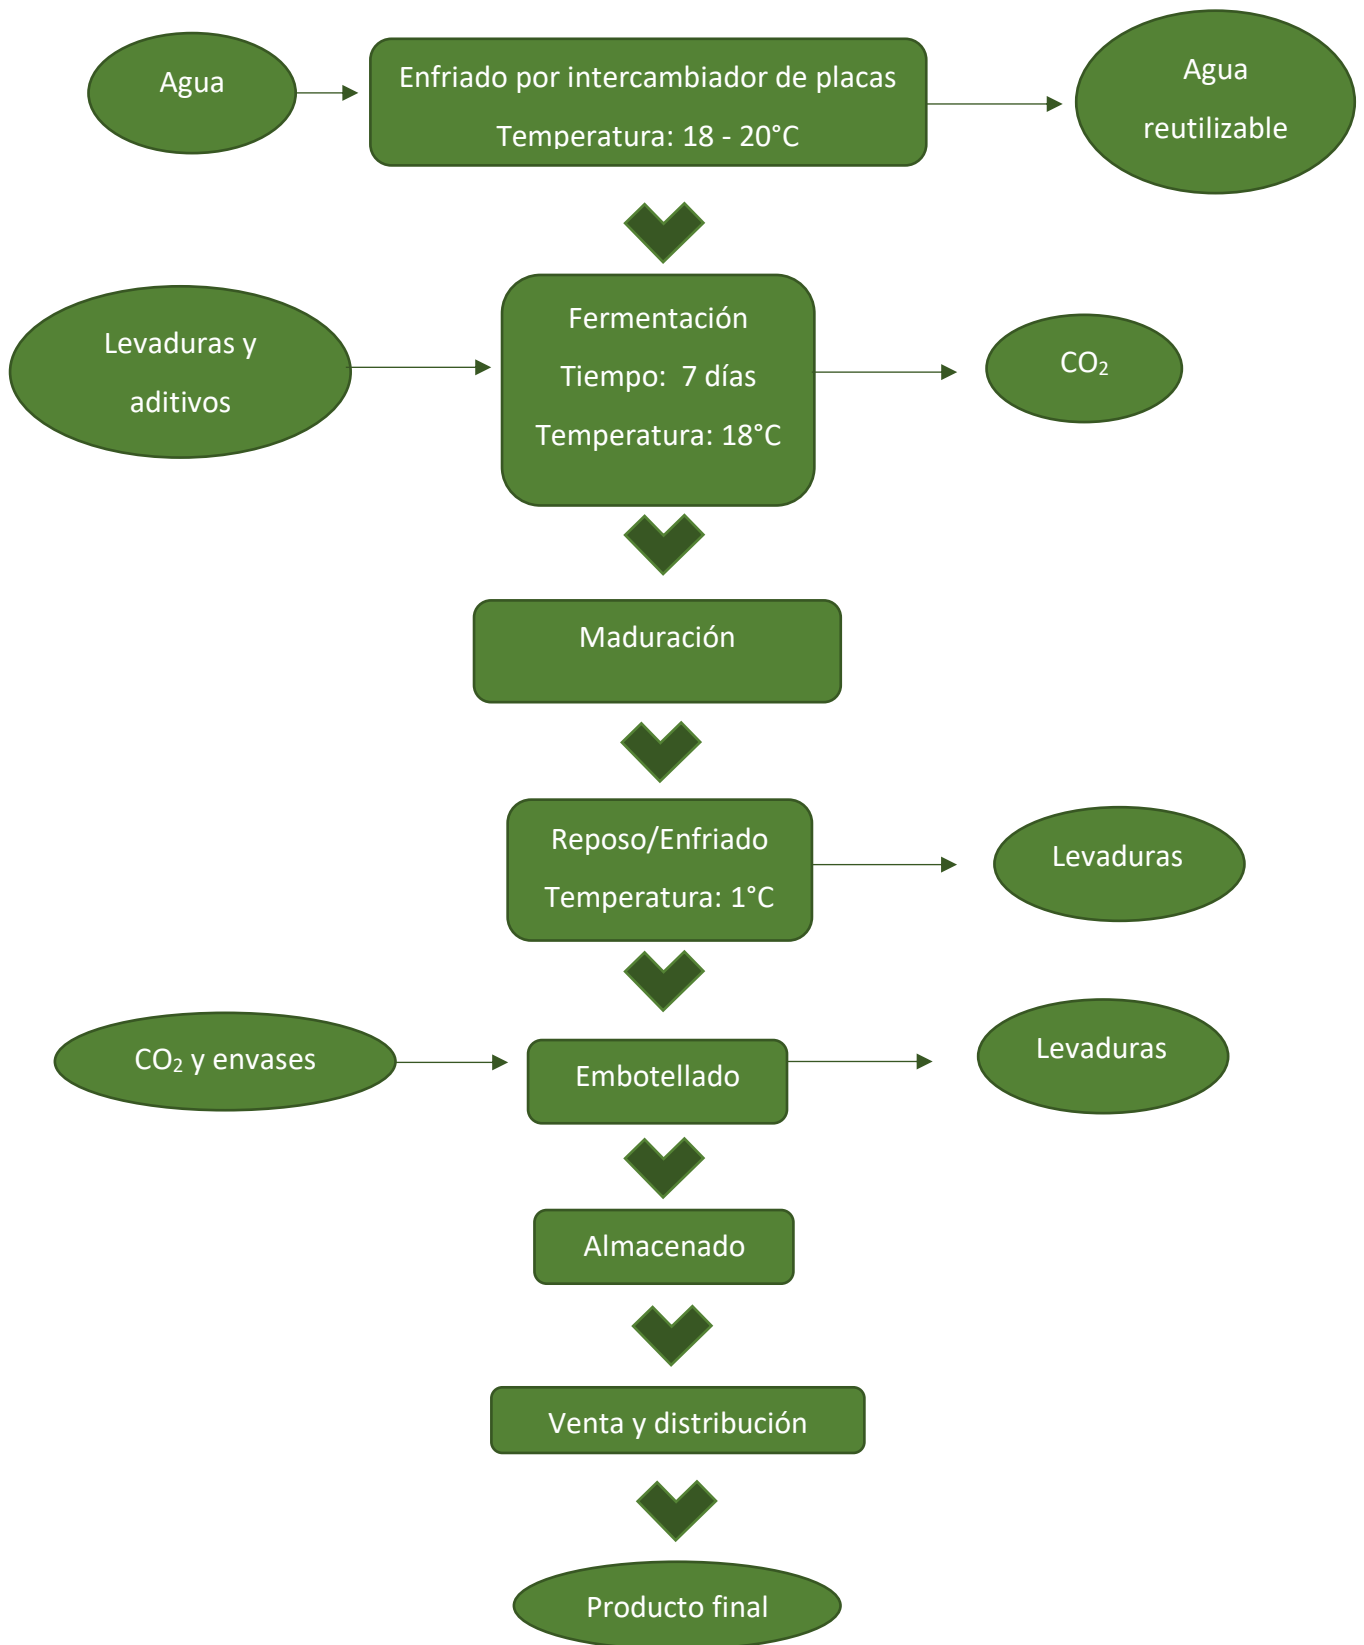 Agua
Enfriado por intercambiador de placas
Temperatura: 18 - 20°C
Agua
reutilizable
Levaduras y
aditivos
Fermentación
Tiempo:  7 días
Temperatura: 18°C
CO₂
Maduración
Reposo/Enfriado
Temperatura: 1°C
Levaduras
CO₂ y envases
Embotellado
Levaduras
Almacenado
Venta y distribución
Producto final